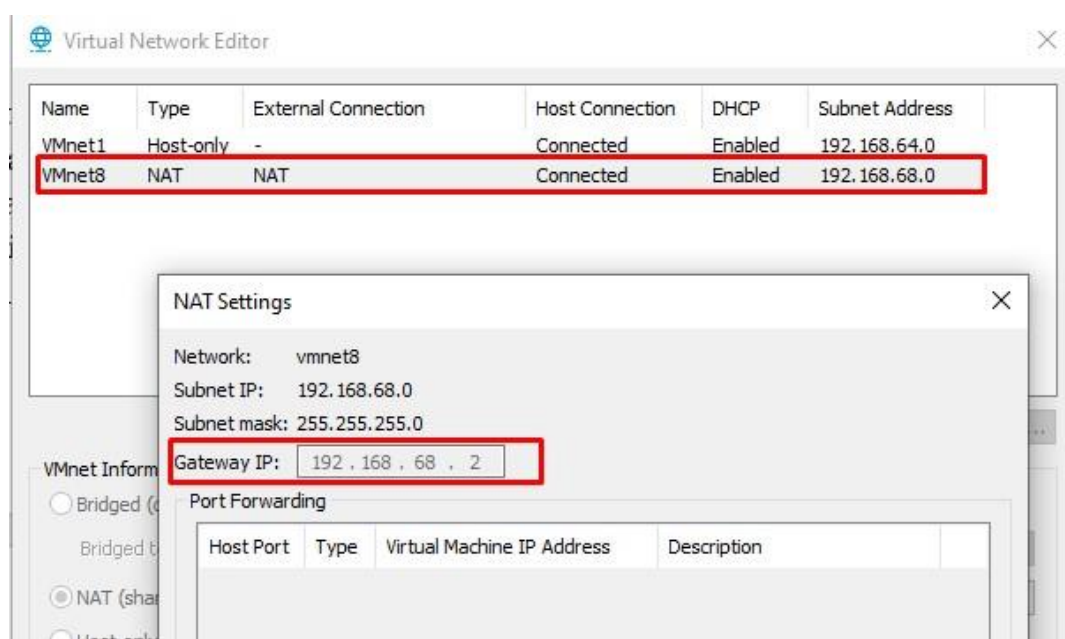 Virtual Network Editor
Name Type External Connection Host Connection DHCP Subnet Address
VMnet1 Host-only - Connected Enabled 192.168.64.0
VMnet8 NAT NAT Connected Enabled 192.168.68.0
NAT Settings
Network: vmnet8
Subnet IP: 192.168.68.0
Subnet mask: 255.255.255.0
...
Gateway IP: 192 . 168 . 68 . 2
VMnet Inform
Port Forwarding
Bridged (
Host Port Type Virtual Machine IP Address Description
Bridged t
NAT (shar